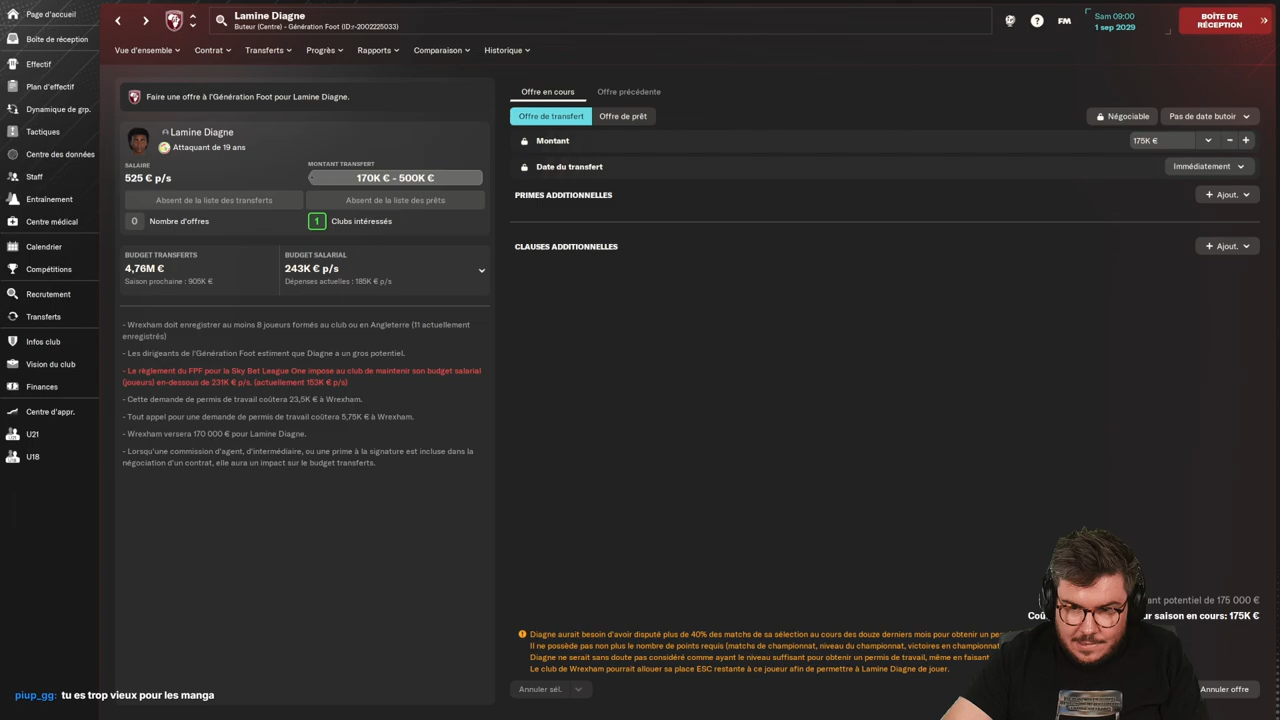 Page d'accueil
Boîte de réception
Effectif
Plan d'effectif
Dynamique de grp.
Tactiques
Centre des données
Staff
Entraînement
Centre médical
Calendrier
Compétitions
Recrutement
Transferts
Infos club
Vision du club
Finances
Centre d'appr.
U21
U18
Lamine Diagne
Buteur (Centre) - Génération Foot (ID:r-2002225033)
FM
Sam 09:00
1 sep 2029
BOÎTE DE
RÉCEPTION
Vue d'ensemble
Contrat
Transferts
Progrès
Rapports
Comparaison
Historique
Faire une offre à l'Génération Foot pour Lamine Diagne.
Lamine Diagne
Attaquant de 19 ans
SALAIRE
525 € p/s
MONTANT TRANSFERT
170K € - 500K €
Absent de la liste des transferts
Absent de la liste des prêts
0 Nombre d'offres
1 Clubs intéressés
BUDGET TRANSFERTS
4,76M €
Saison prochaine : 905K €
BUDGET SALARIAL
243K € p/s
Dépenses actuelles : 185K € p/s
- Wrexham doit enregistrer au moins 8 joueurs formés au club ou en Angleterre (11 actuellement
enregistrés)
- Les dirigeants de l'Génération Foot estiment que Diagne a un gros potentiel.
- Le règlement du FPF pour la Sky Bet League One impose au club de maintenir son budget salarial
(joueurs) en-dessous de 231K € p/s. (actuellement 153K € p/s)
- Cette demande de permis de travail coûtera 23,5K € à Wrexham.
- Tout appel pour une demande de permis de travail coûtera 5,75K € à Wrexham.
- Wrexham versera 170 000 € pour Lamine Diagne.
- Lorsqu'une commission d'agent, d'intermédiaire, ou une prime à la signature est incluse dans la
négociation d'un contrat, elle aura un impact sur le budget transferts.
Offre en cours
Offre précédente
Offre de transfert
Offre de prêt
Négociable
Pas de date butoir
Montant
175K €
Date du transfert
Immédiatement
PRIMES ADDITIONNELLES
Ajout.
CLAUSES ADDITIONNELLES
Ajout.
potentiel de 175 000 €
saison en cours: 175K €
Diagne aurait besoin d'avoir disputé plus de 40% des matchs de sa sélection au cours des douze derniers mois pour obtenir un
Il ne possède pas non plus le nombre de points requis (matchs de championnat, niveau du championnat, victoires en championnat
Diagne ne serait sans doute pas considéré comme ayant le niveau suffisant pour obtenir un permis de travail, même en faisant
Le club de Wrexham pourrait allouer sa place ESC restante à ce joueur afin de permettre à Lamine Diagne de jouer.
Annuler sél.
Annuler offre
piup_gg: tu es trop vieux pour les manga